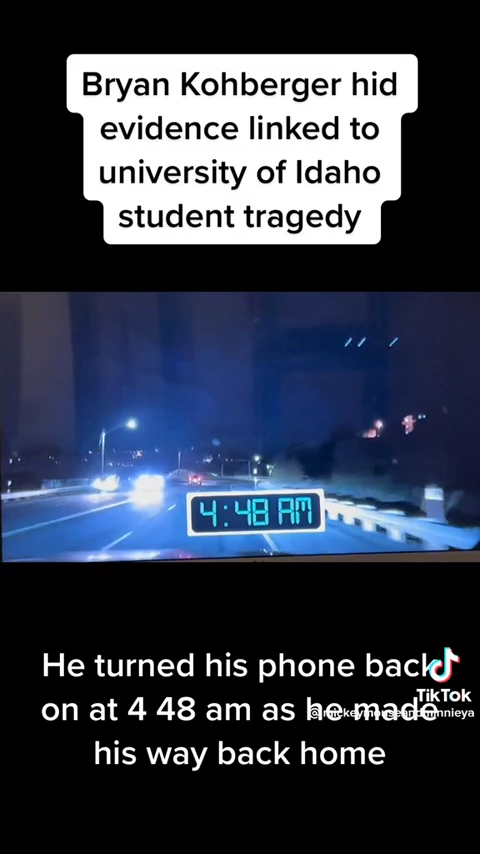 Bryan Kohberger hid
evidence linked to
university of Idaho
student tragedy
4:48 AM
He turned his phone back
on at 4 48 am as he made
his way back home
TikTok
@mickeymouseandminnieya